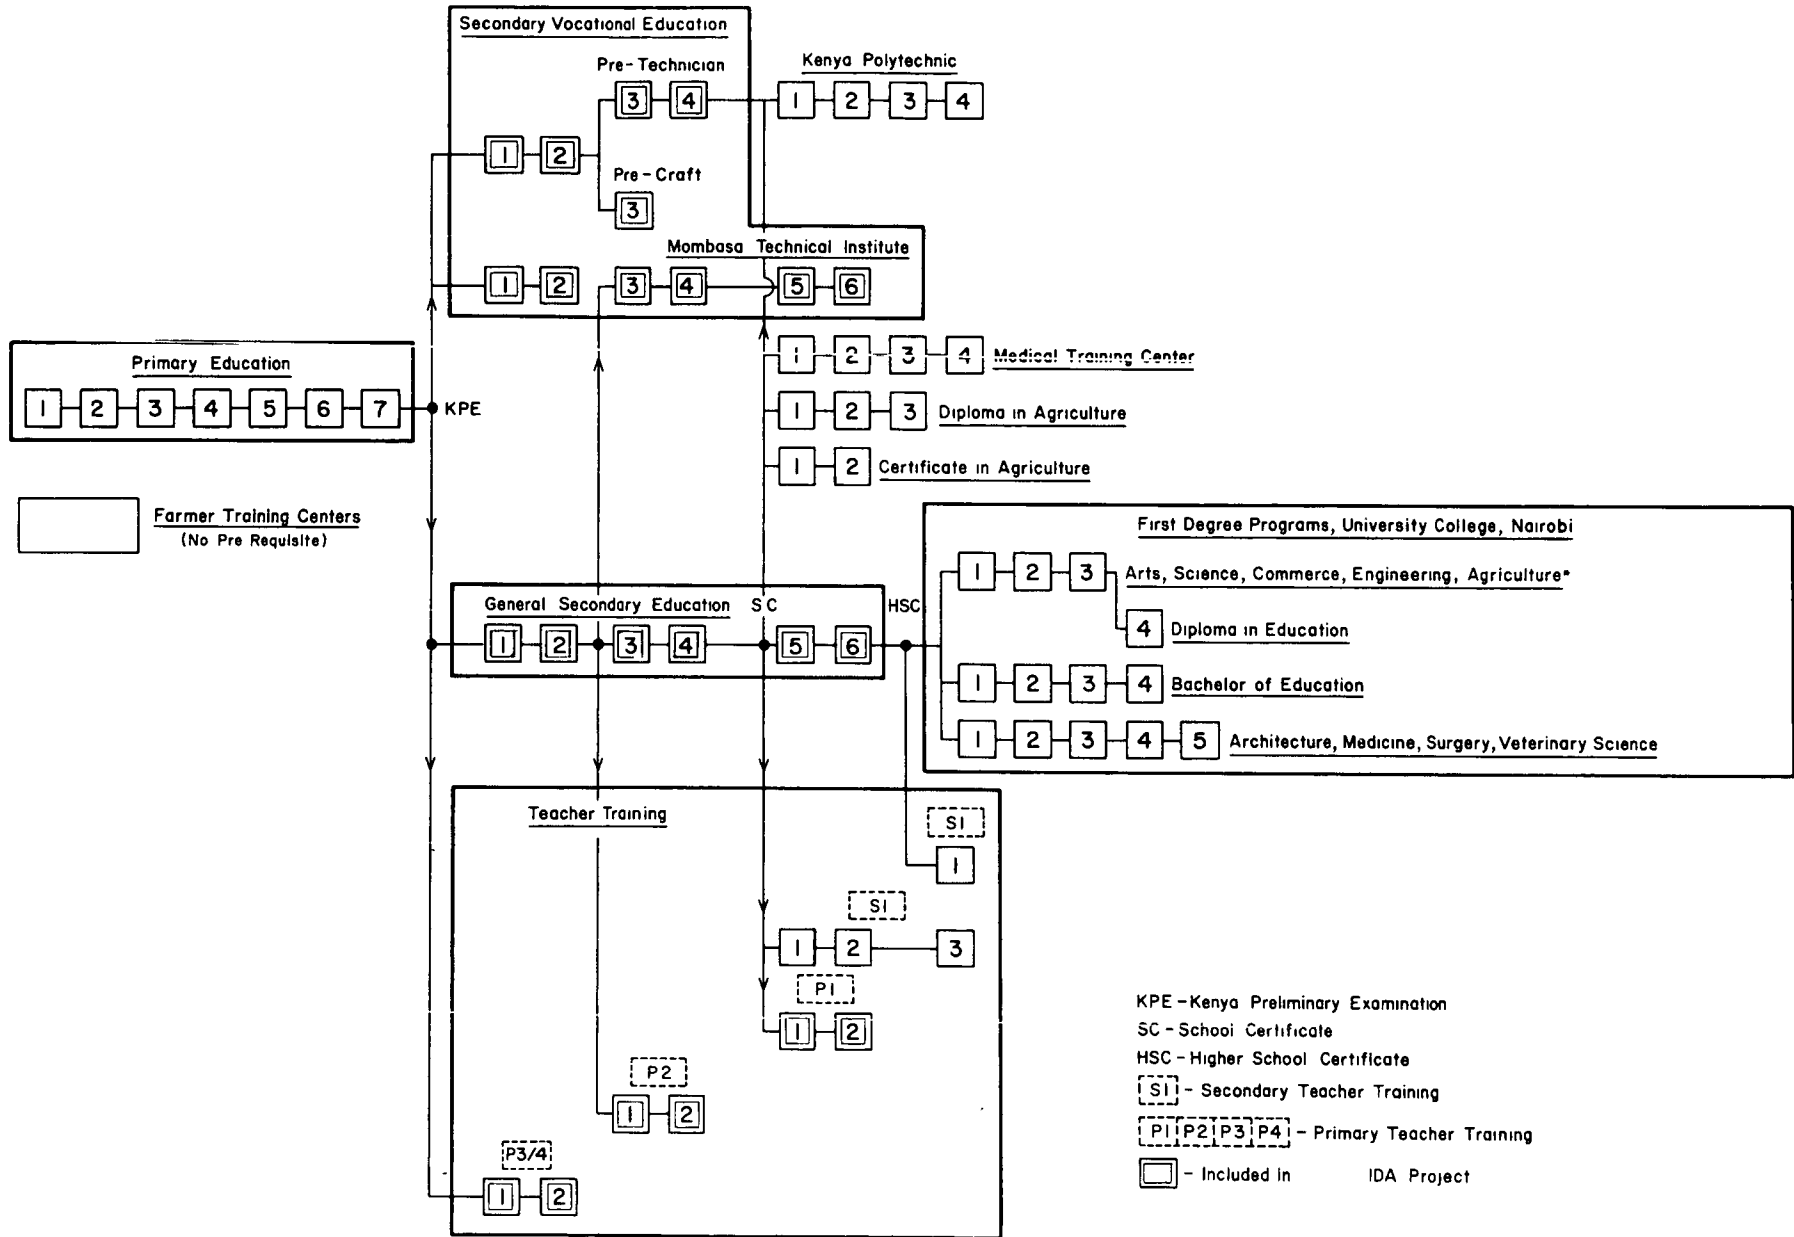 Secondary Vocational Education
Pre-Technician
3 4
Kenya Polytechnic
1 2 3 4
1 2
Pre-Craft
3
Mombasa Technical Institute
1 2 3 4 5 6
Primary Education
1 2 3 4 5 6 7
KPE
1 2 3 4 Medical Training Center
1 2 3 Diploma in Agriculture
1 2 Certificate in Agriculture
Farmer Training Centers
(No Pre Requisite)
General Secondary Education SC
HSC
1 2 3 4 5 6
First Degree Programs, University College, Nairobi
1 2 3 Arts, Science, Commerce, Engineering, Agriculture*
4 Diploma in Education
1 2 3 4 Bachelor of Education
1 2 3 4 5 Architecture, Medicine, Surgery, Veterinary Science
Teacher Training
S1
1
S1
1 2 3
P1
1 2
P2
1 2
P3/4
1 2
KPE - Kenya Preliminary Examination
SC - School Certificate
HSC - Higher School Certificate
S1 - Secondary Teacher Training
P1 P2 P3 P4 - Primary Teacher Training
- Included in IDA Project